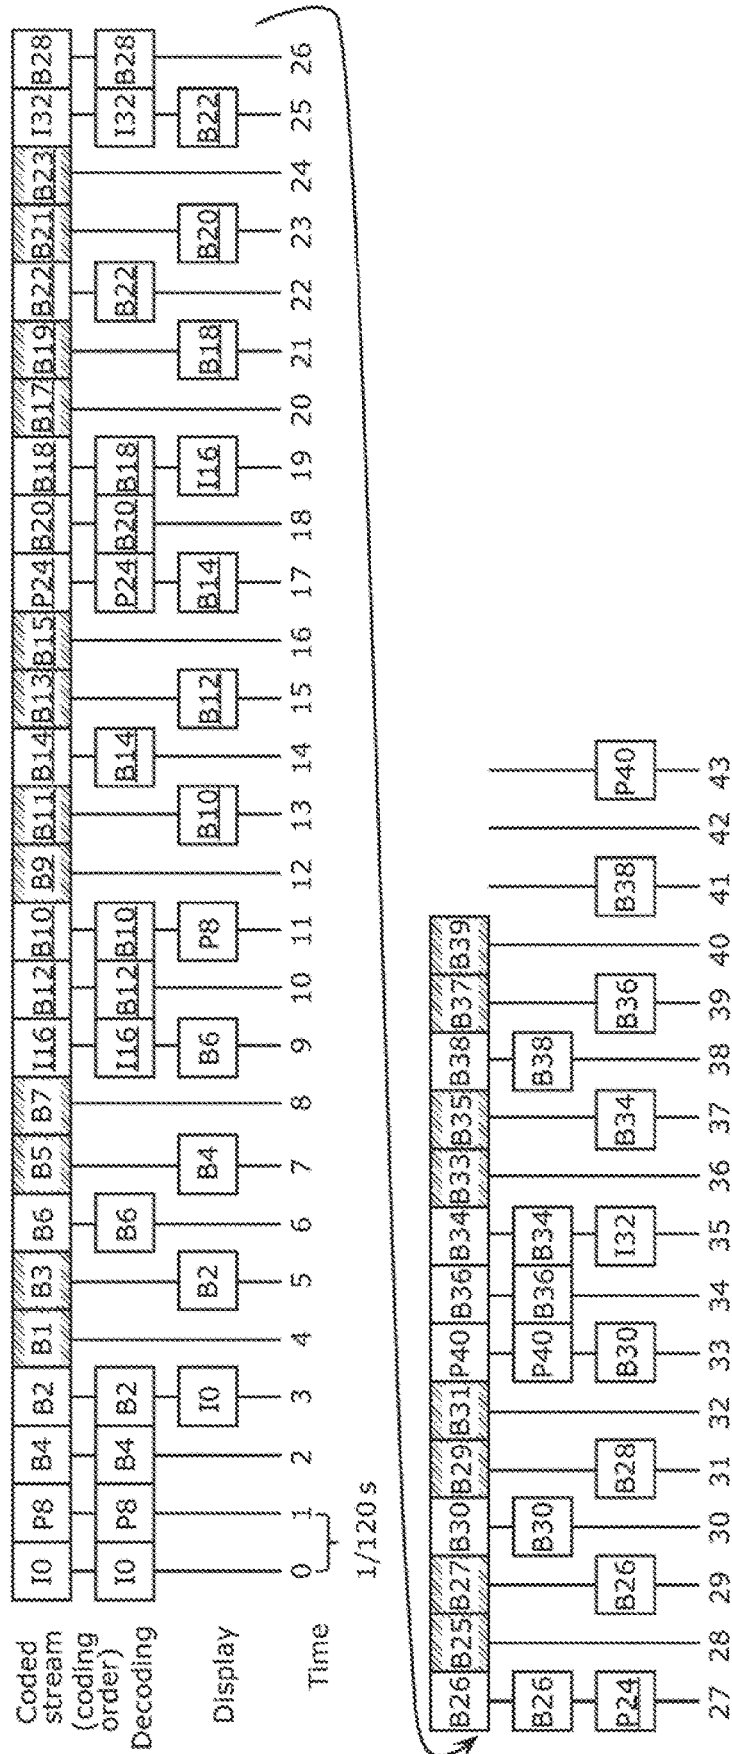 Coded stream (coding order) I0 P8 B4 B2 B1 B3 B6 B5 B7 I16 B12 B10 B9 B11 B14 B13 B15 P24 B20 B18 B17 B19 B22 B21 B23 I32 B28
Decoding I0 P8 B4 B2 B6 I16 B12 B10 B14 P24 B20 B18 B22 I32 B28
Display I0 B2 B4 B6 P8 B10 B12 B14 I16 B18 B20 B22
Time 0 1 2 3 4 5 6 7 8 9 10 11 12 13 14 15 16 17 18 19 20 21 22 23 24 25 26
1/120 s
B26 B25 B27 B30 B29 B31 P40 B36 B34 B33 B35 B38 B37 B39
B26 B30 P40 B36 B34 B38
P24 B26 B28 B30 I32 B34 B36 B38 P40
27 28 29 30 31 32 33 34 35 36 37 38 39 40 41 42 43